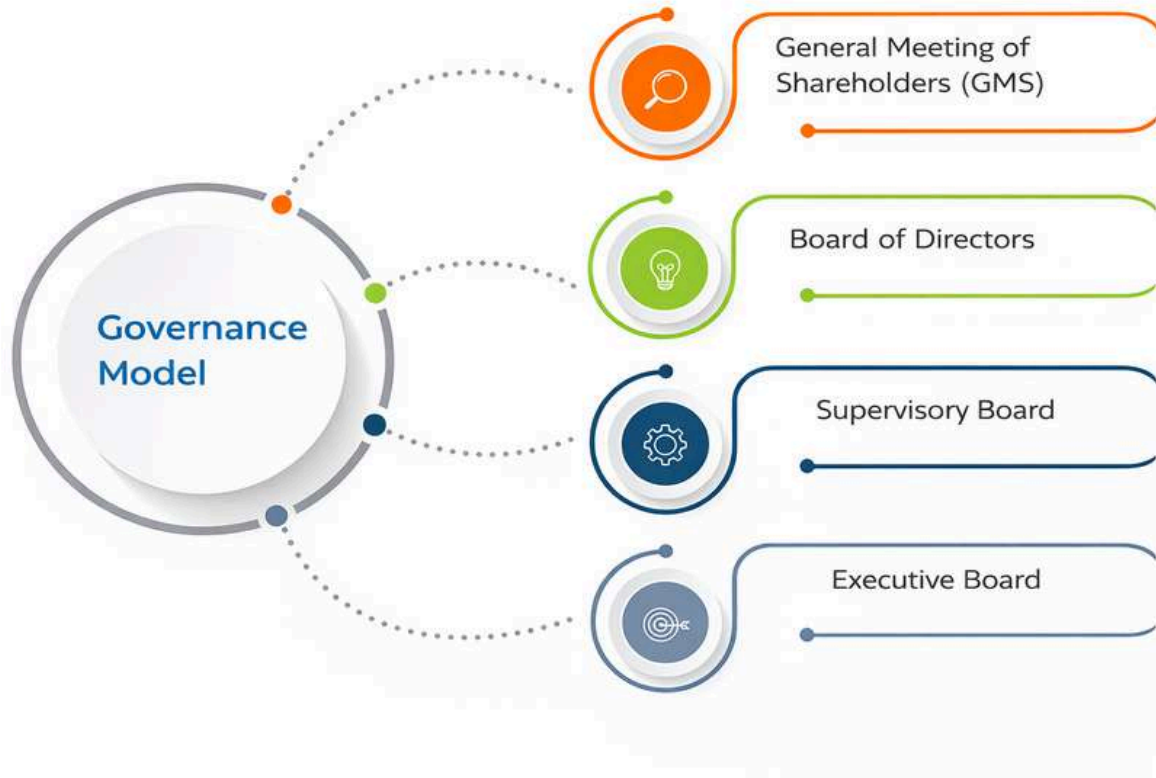 Governance
Model
General Meeting of
Shareholders (GMS)
Board of Directors
Supervisory Board
Executive Board